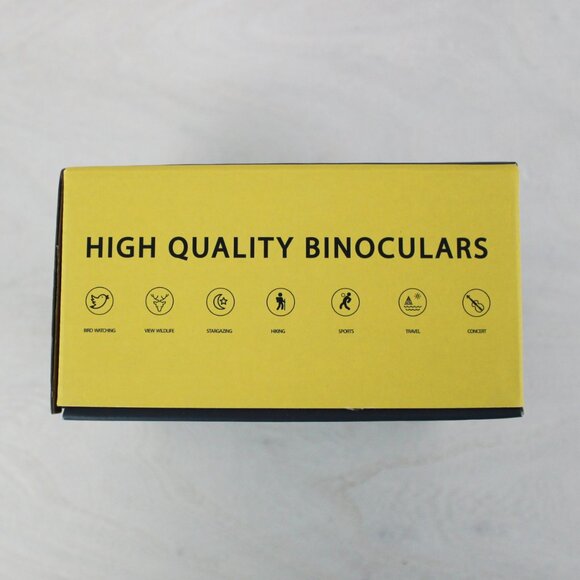 HIGH QUALITY BINOCULARS
BIRD WATCHING VIEW WILDLIFE STARGAZING HIKING SPORTS TRAVEL CONCERT